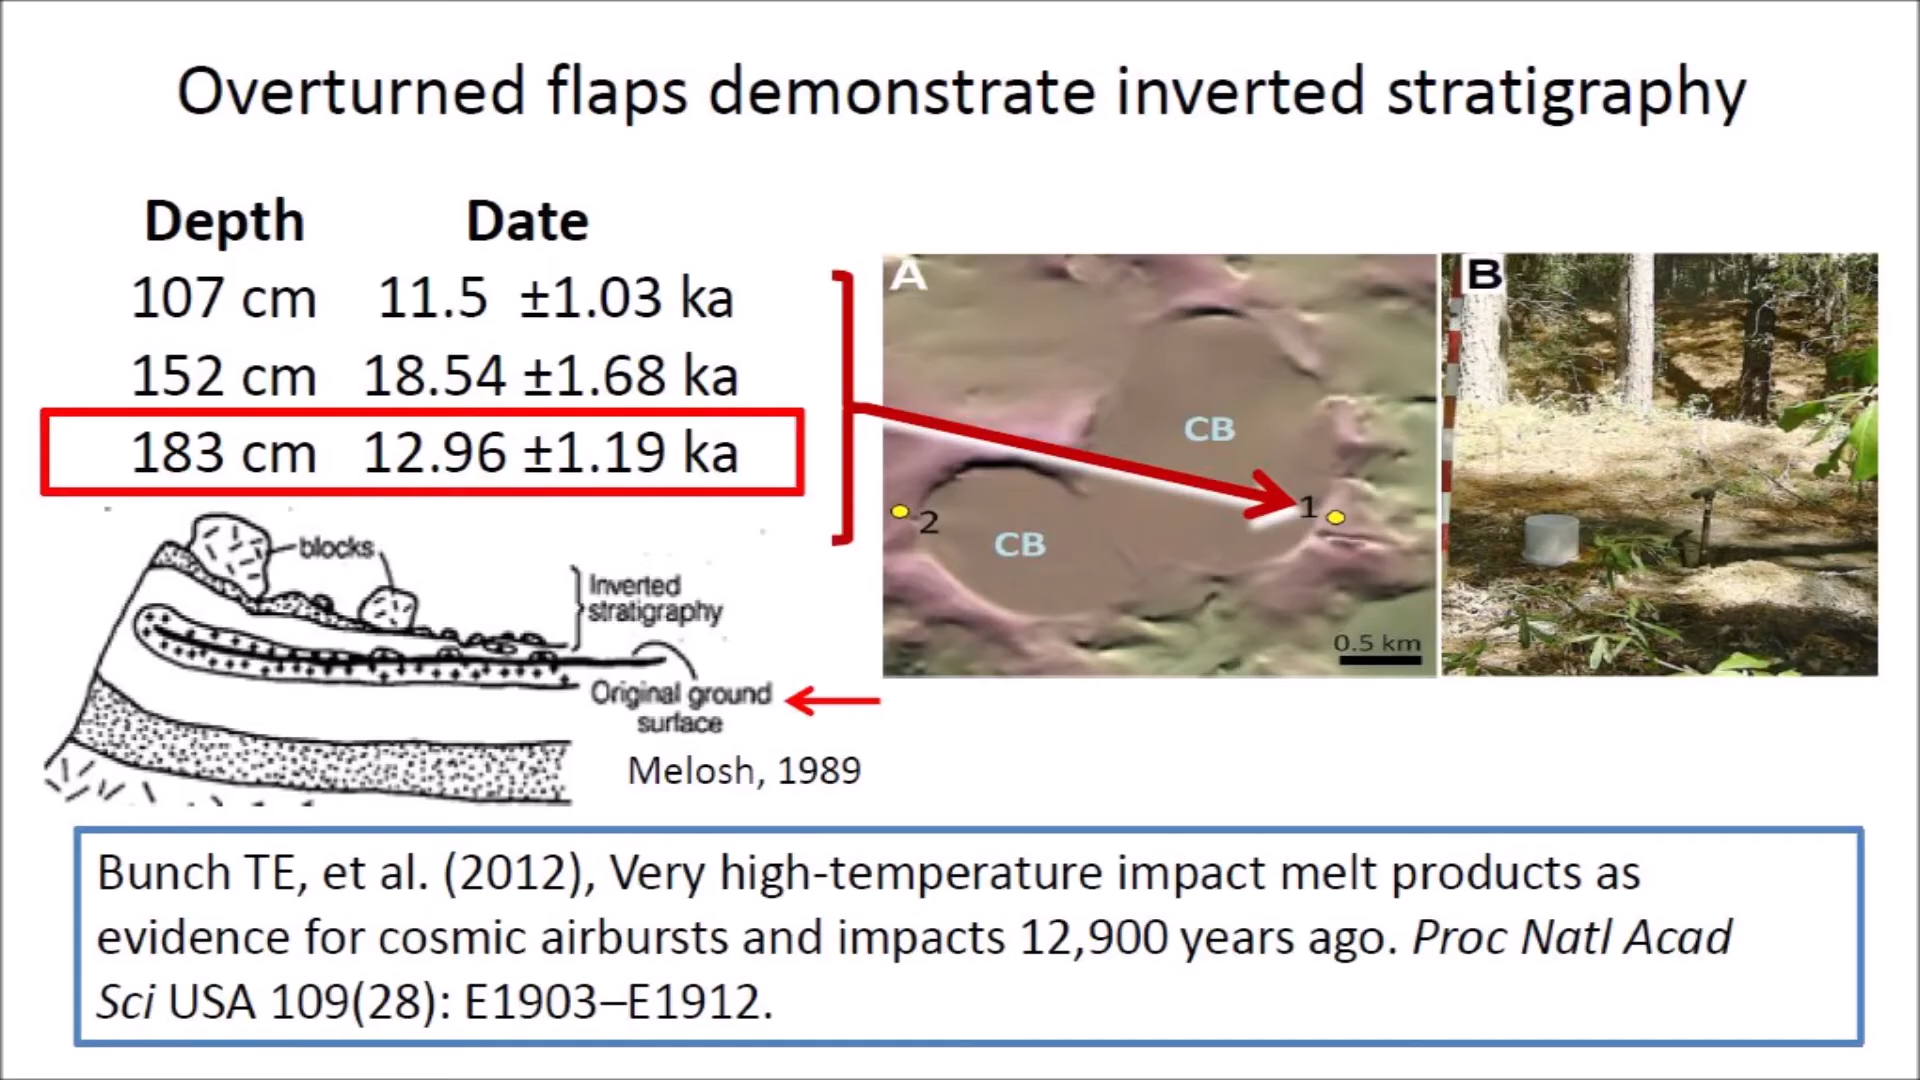 Overturned flaps demonstrate inverted stratigraphy
Depth Date
107 cm 11.5 ±1.03 ka
152 cm 18.54 ±1.68 ka
183 cm 12.96 ±1.19 ka
blocks
Inverted
stratigraphy
Original ground
surface
Melosh, 1989
A
CB
CB
1
2
0.5 km
B
Bunch TE, et al. (2012), Very high-temperature impact melt products as
evidence for cosmic airbursts and impacts 12,900 years ago. Proc Natl Acad
Sci USA 109(28): E1903–E1912.